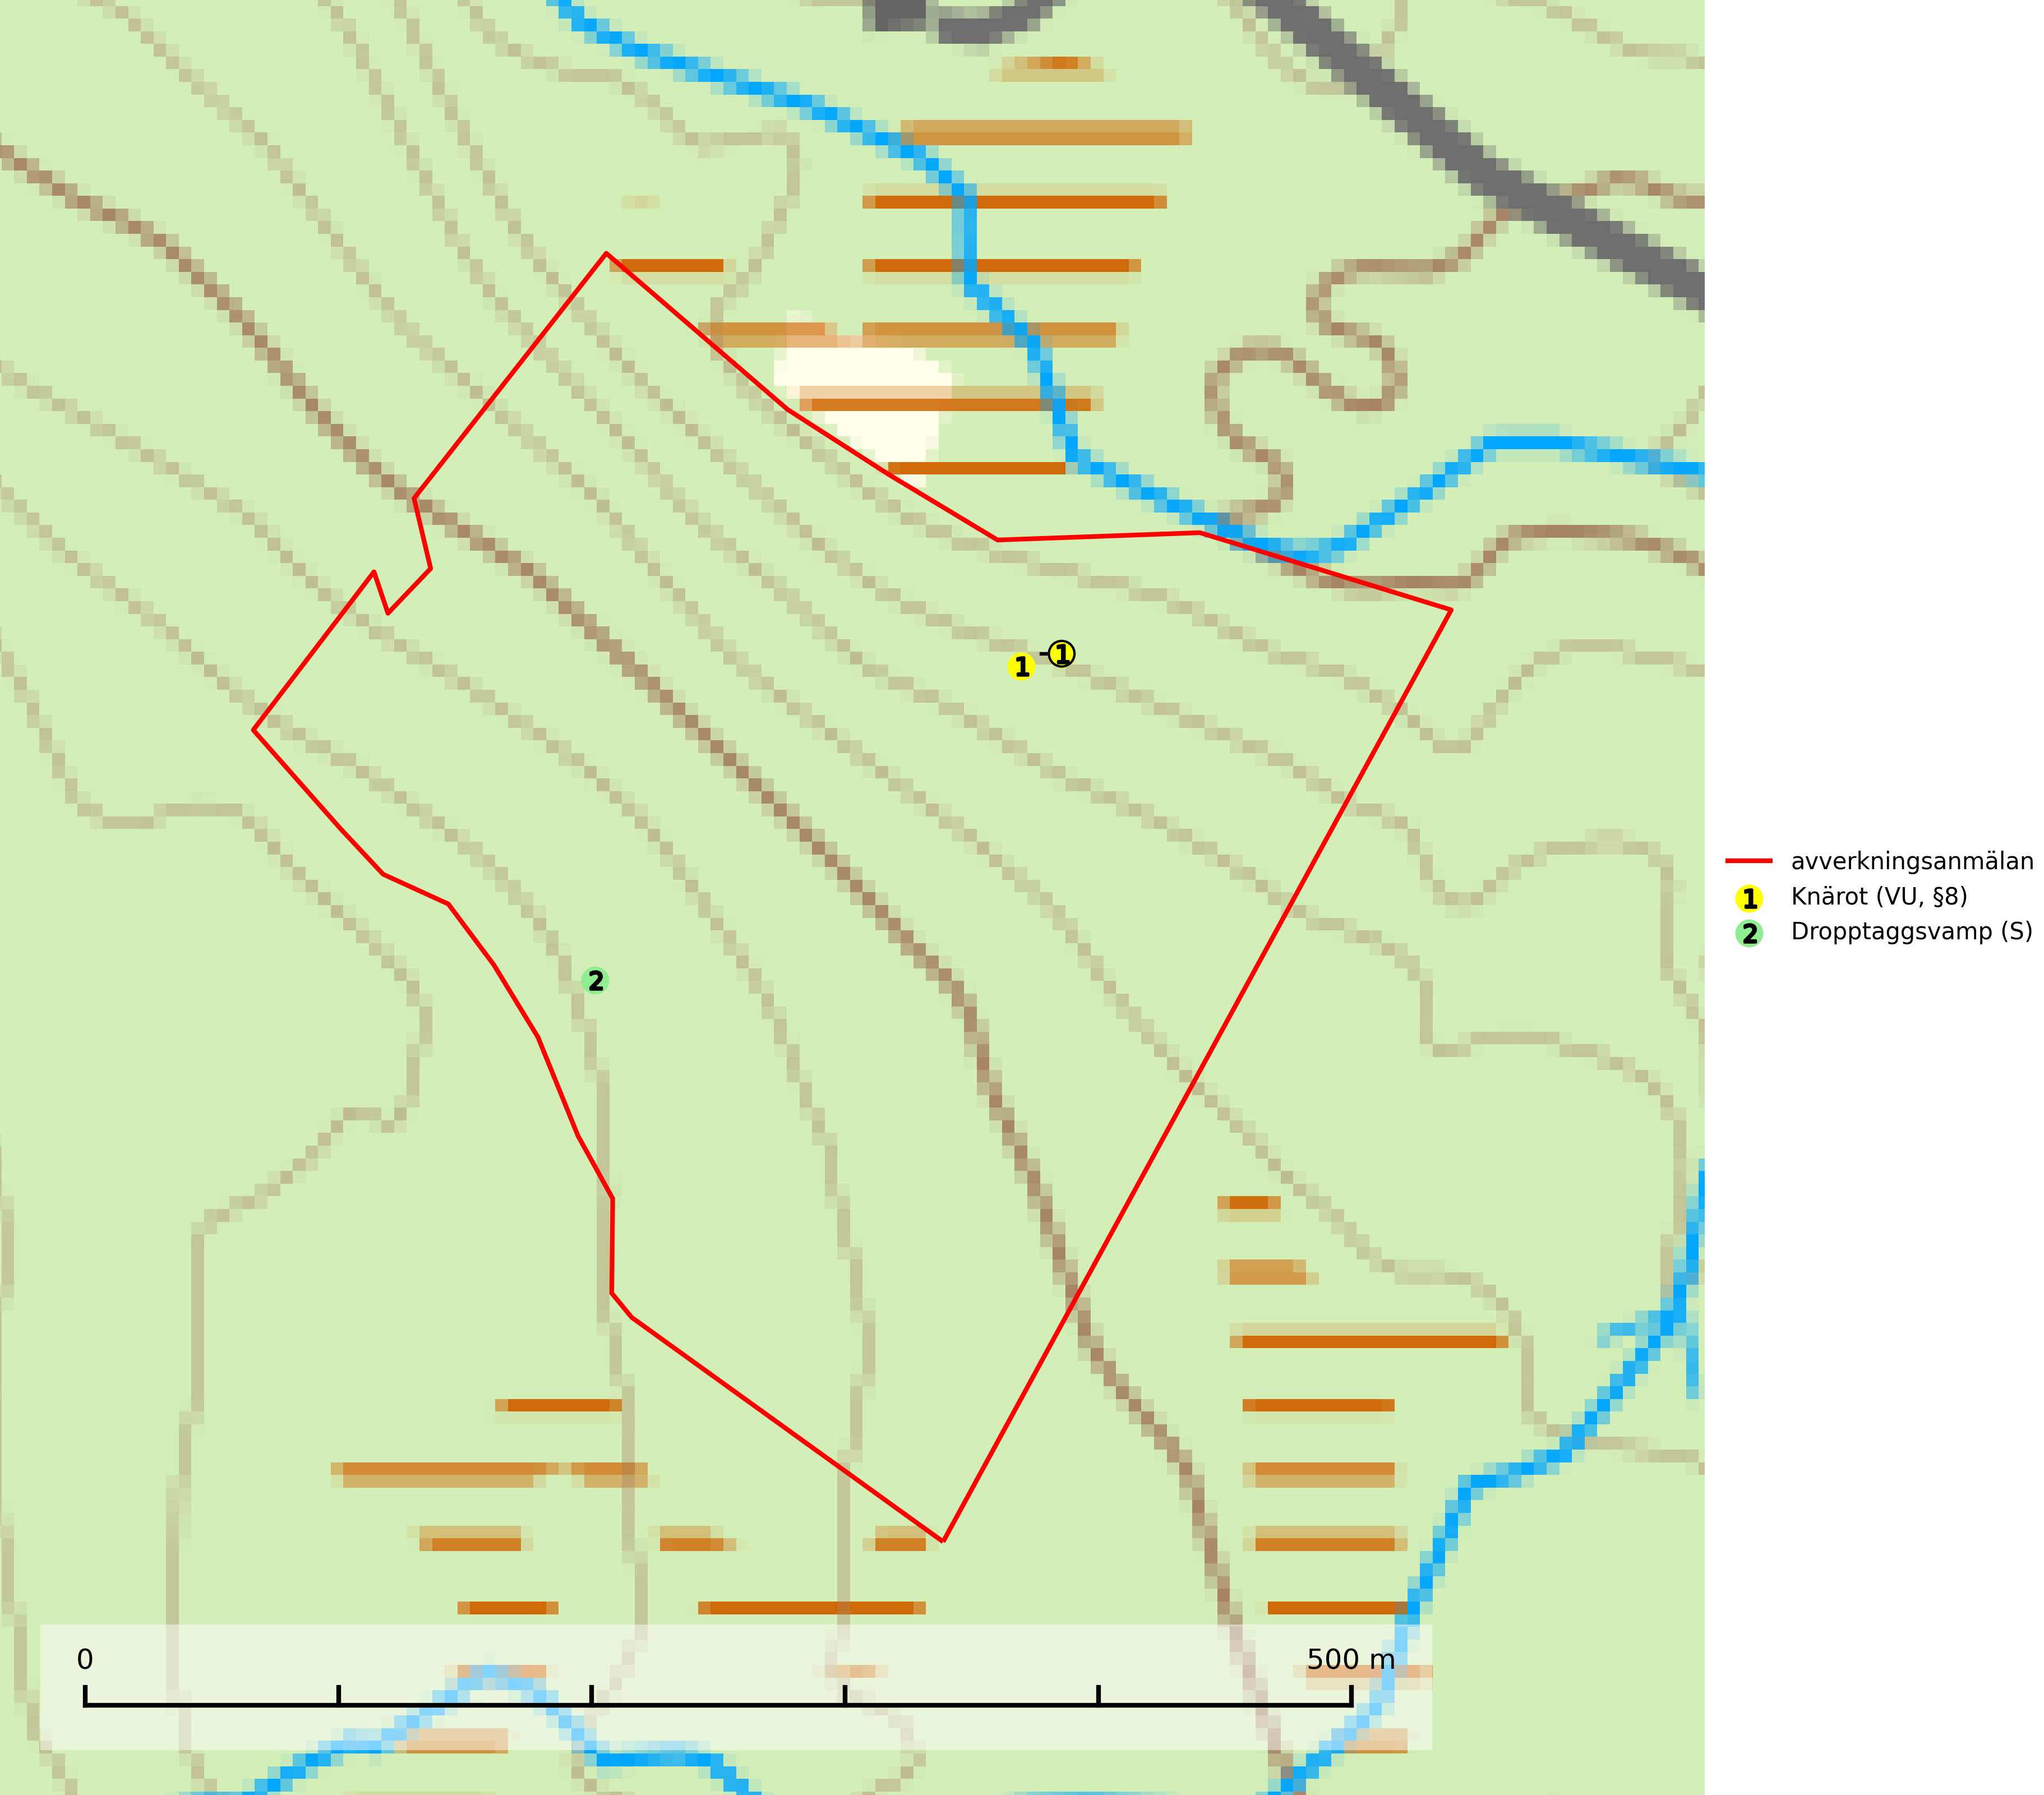 1
1
2
avverkningsanmälan
1 Knärot (VU, §8)
2 Dropptaggsvamp (S)
0 500 m